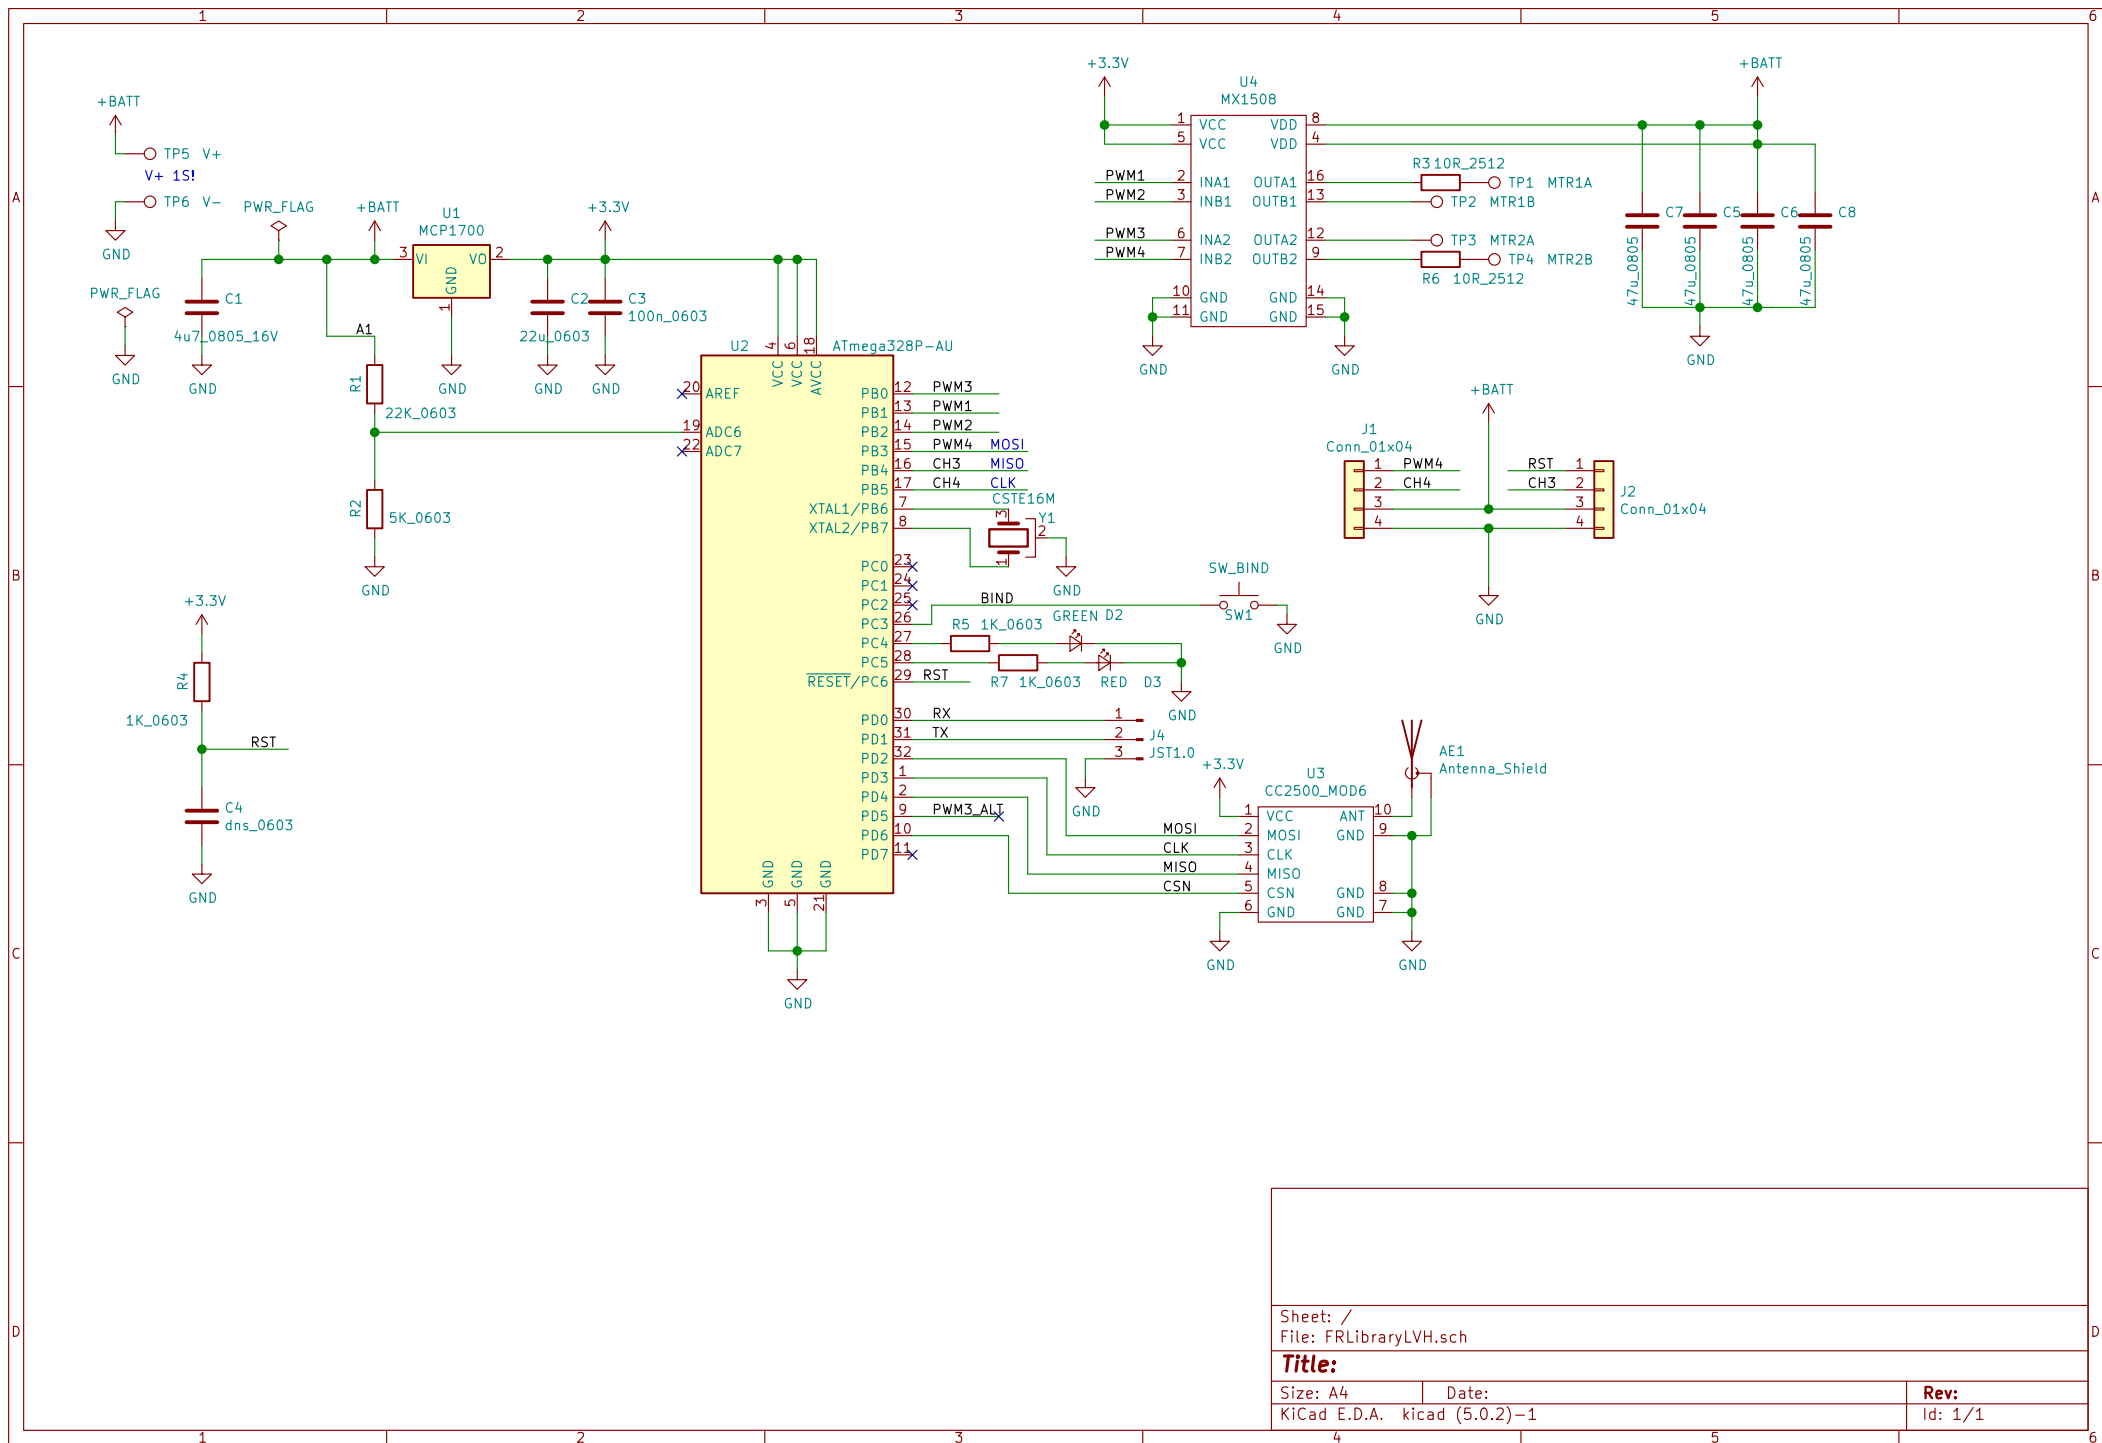 1 2 3 4 5 6
A
B
C
D
+BATT
TP5 V+
V+ 1S!
TP6 V-
GND
PWR_FLAG
+BATT
U1
MCP1700
3 VI
VO 2
GND
1
+3.3V
PWR_FLAG
GND
C1
4u7_0805_16V
GND
A1
GND
C2
22u_0603
GND
C3
100n_0603
GND
R1
22K_0603
R2
5K_0603
GND
+3.3V
R4
1K_0603
RST
C4
dns_0603
GND
U2
ATmega328P-AU
4 VCC
6 VCC
18 AVCC
20 AREF
19 ADC6
22 ADC7
PB0 12 PWM3
PB1 13 PWM1
PB2 14 PWM2
PB3 15 PWM4 MOSI
PB4 16 CH3 MISO
PB5 17 CH4 CLK
XTAL1/PB6 7
XTAL2/PB7 8
CSTE16M
Y1
3
2
1
GND
PC0 23
PC1 24
PC2 25
PC3 26 BIND
SW_BIND
SW1
GND
PC4 27 R5 1K_0603 GREEN D2
PC5 28
R7 1K_0603 RED D3
GND
RESET/PC6 29 RST
PD0 30 RX 1
PD1 31 TX 2
J4
JST1.0
3
GND
PD2 32
PD3 1
PD4 2
PD5 9 PWM3_ALT
PD6 10
PD7 11
GND GND GND
3 5 21
GND
+3.3V
U3
CC2500_MOD6
1 VCC
MOSI 2 MOSI
CLK 3 CLK
MISO 4 MISO
CSN 5 CSN
6 GND
ANT 10
GND 9
GND 8
GND 7
AE1
Antenna_Shield
GND
GND
+3.3V
U4
MX1508
1 VCC
5 VCC
PWM1 2 INA1
PWM2 3 INB1
PWM3 6 INA2
PWM4 7 INB2
10 GND
11 GND
GND
VDD 8
VDD 4
OUTA1 16
OUTB1 13
OUTA2 12
OUTB2 9
GND 14
GND 15
GND
R3 10R_2512
TP1 MTR1A
TP2 MTR1B
TP3 MTR2A
TP4 MTR2B
R6 10R_2512
+BATT
C7 C5 C6 C8
47u_0805 47u_0805 47u_0805 47u_0805
GND
+BATT
J1
Conn_01x04
1 PWM4
2 CH4
3
4
RST 1
CH3 2
3
4
J2
Conn_01x04
GND
Sheet: /
File: FRLibraryLVH.sch
Title:
Size: A4 Date: Rev:
KiCad E.D.A. kicad (5.0.2)-1 Id: 1/1
A
B
C
D
1 2 3 4 5 6